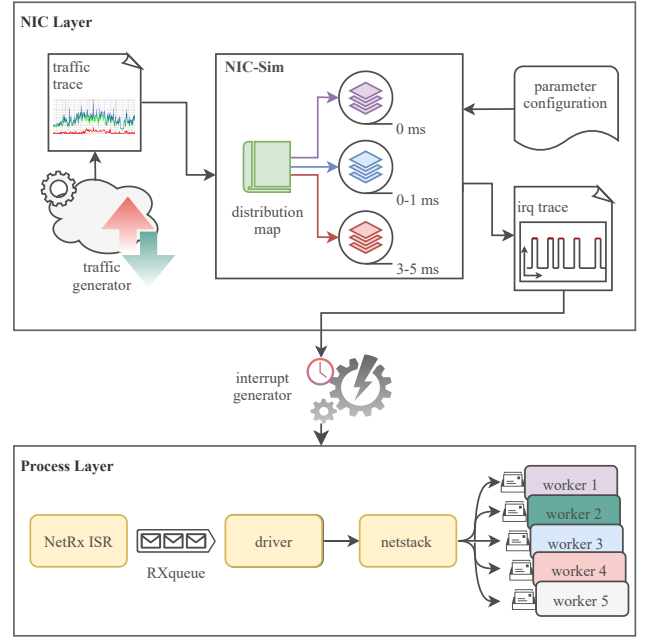 NIC Layer
traffic
trace
NIC-Sim
parameter
configuration
0 ms
distribution
map
0-1 ms
3-5 ms
irq trace
traffic
generator
interrupt
generator
Process Layer
NetRx ISR
RXqueue
driver
netstack
worker 1
worker 2
worker 3
worker 4
worker 5